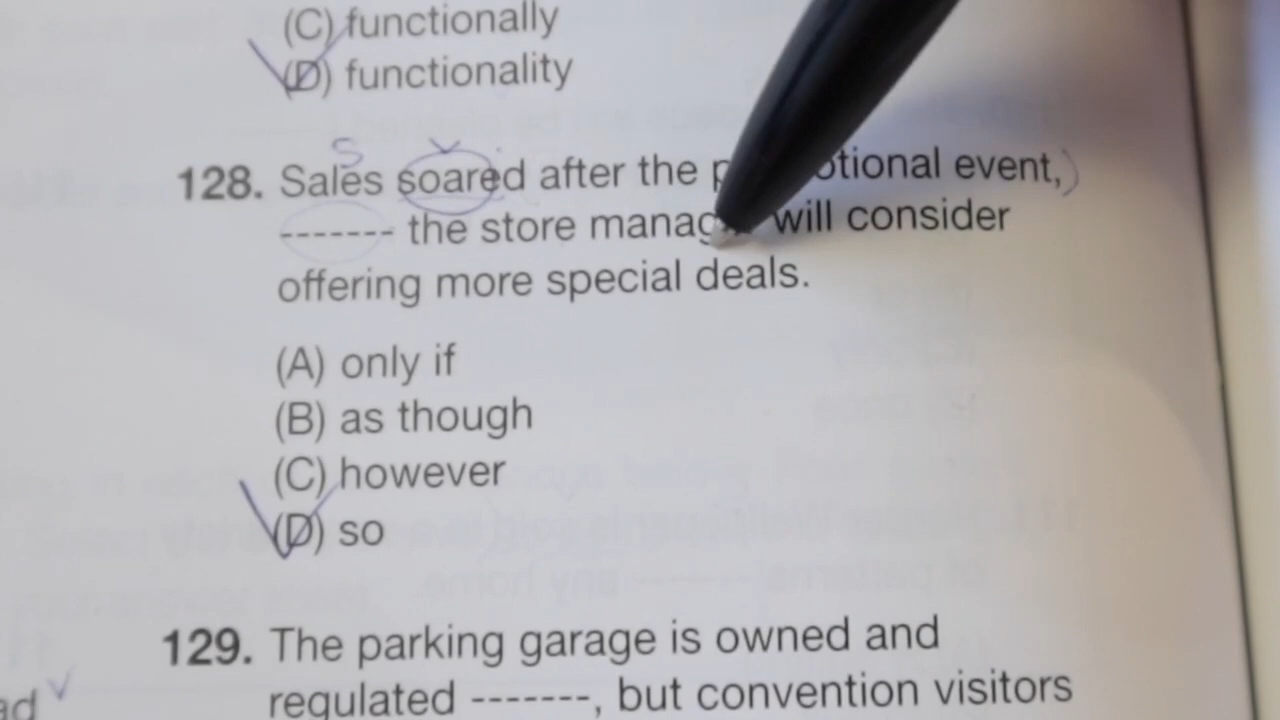 (C) functionally
(D) functionality
S V
128. Sales soared after the event,
------- the store will consider
offering more special deals.
(A) only if
(B) as though
(C) however
(D) so
129. The parking garage is owned and
regulated -------, but convention visitors